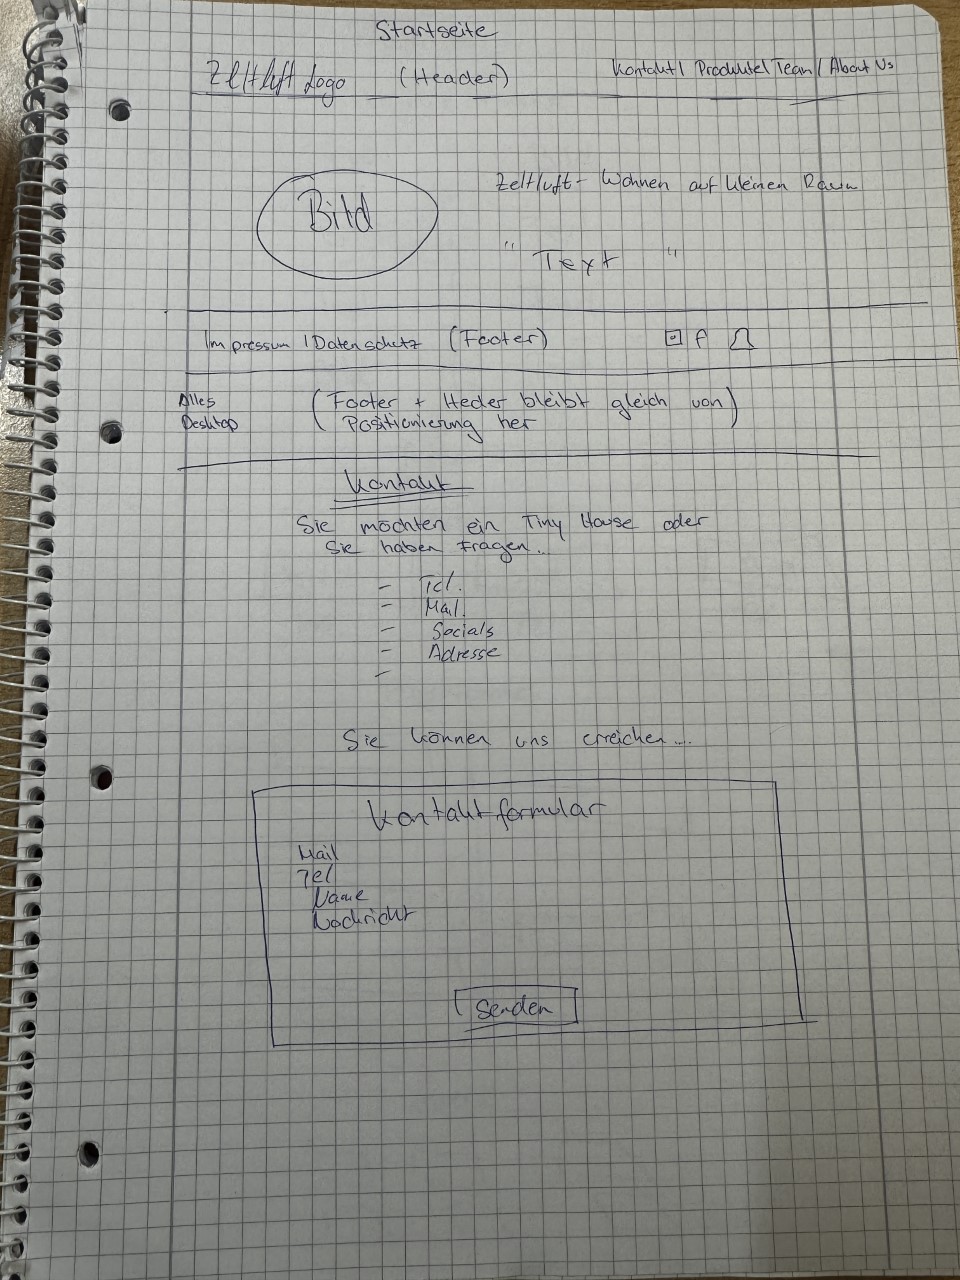 Startseite
Zeltluft Logo (Header) Kontakt | Produkte | Team | About Us
Bild
Zeltluft - Wohnen auf kleinen Raum
" Text "
Impressum | Datenschutz (Footer) f
Alles Desktop
(Footer + Heder bleibt gleich von
Positionierung her)
Kontakt
Sie möchten ein Tiny House oder
Sie haben Fragen...
- Tel.
- Mail.
- Socials
- Adresse
-
Sie können uns erreichen...
Kontaktformular
Mail
Tel
Name
Nachricht
Senden